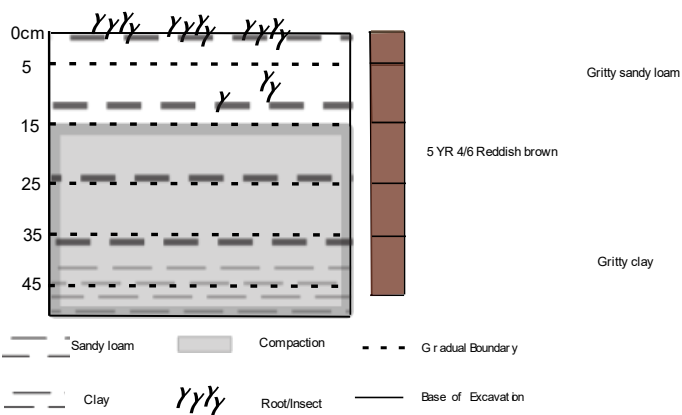 0cm
5
Gritty sandy loam
15
5 YR 4/6 Reddish brown
25
35
Gritty clay
45
Sandy loam
Compaction
Gradual Boundary
Clay
Root/Insect
Base of Excavation